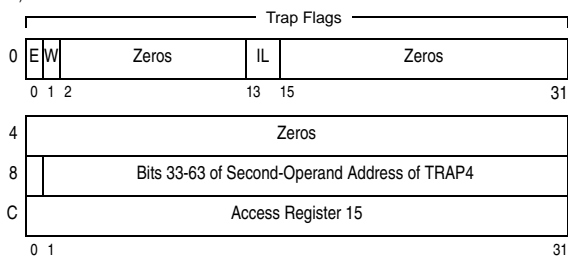 Trap Flags
0 E W Zeros IL Zeros
0 1 2 13 15 31
4 Zeros
8 Bits 33-63 of Second-Operand Address of TRAP4
C Access Register 15
0 1 31